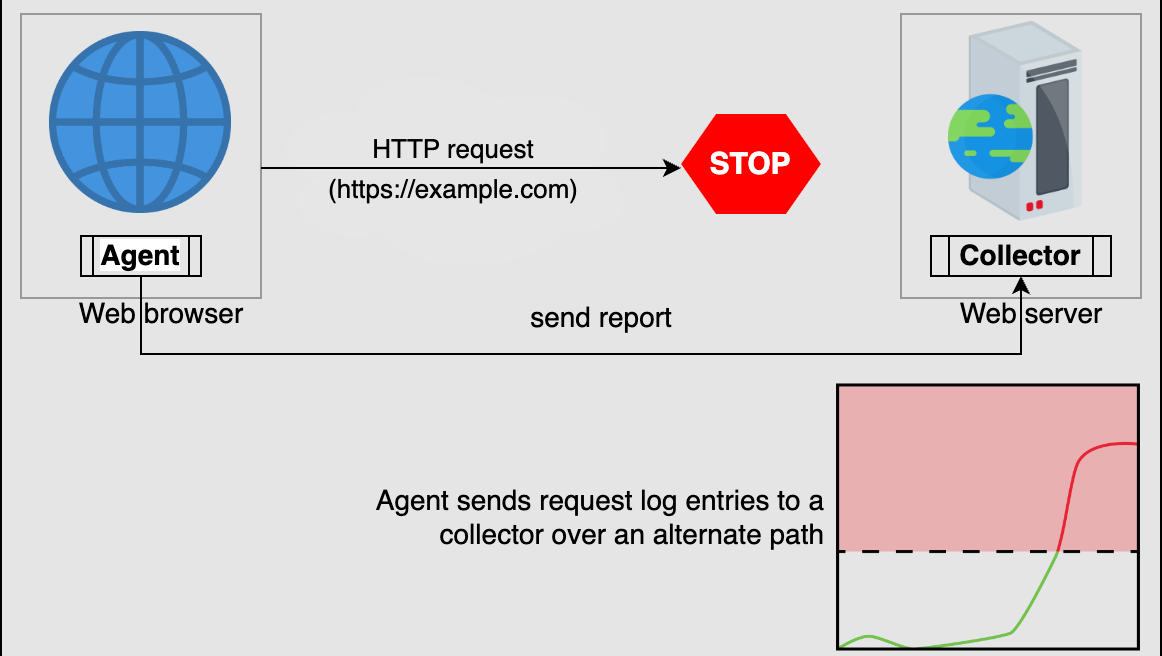 HTTP request
(https://example.com)
STOP
Agent
Collector
Web browser
send report
Web server
Agent sends request log entries to a
collector over an alternate path